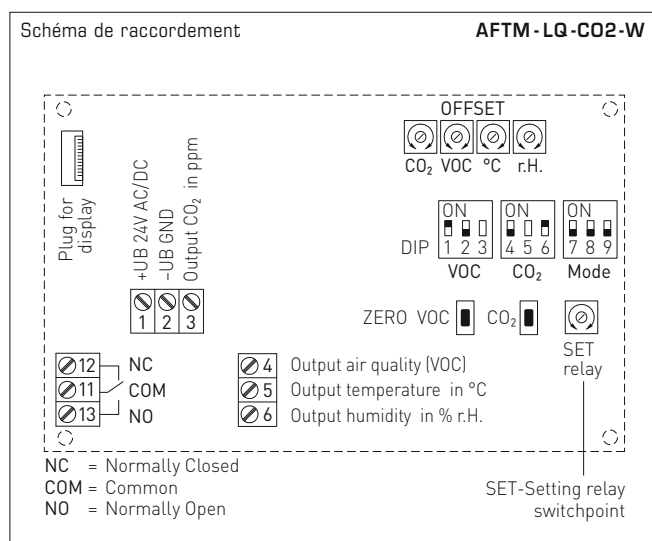 Schéma de raccordement
AFTM-LQ-CO2-W
OFFSET
CO₂ VOC °C r.H.
Plug for
display
+UB 24V AC/DC
-UB GND
Output CO₂ in ppm
1 2 3
ON ON ON
DIP 1 2 3 4 5 6 7 8 9
VOC CO₂ Mode
ZERO VOC CO₂
SET
relay
12 NC
11 COM
13 NO
4 Output air quality (VOC)
5 Output temperature in °C
6 Output humidity in % r.H.
NC = Normally Closed
COM = Common
NO = Normally Open
SET-Setting relay
switchpoint